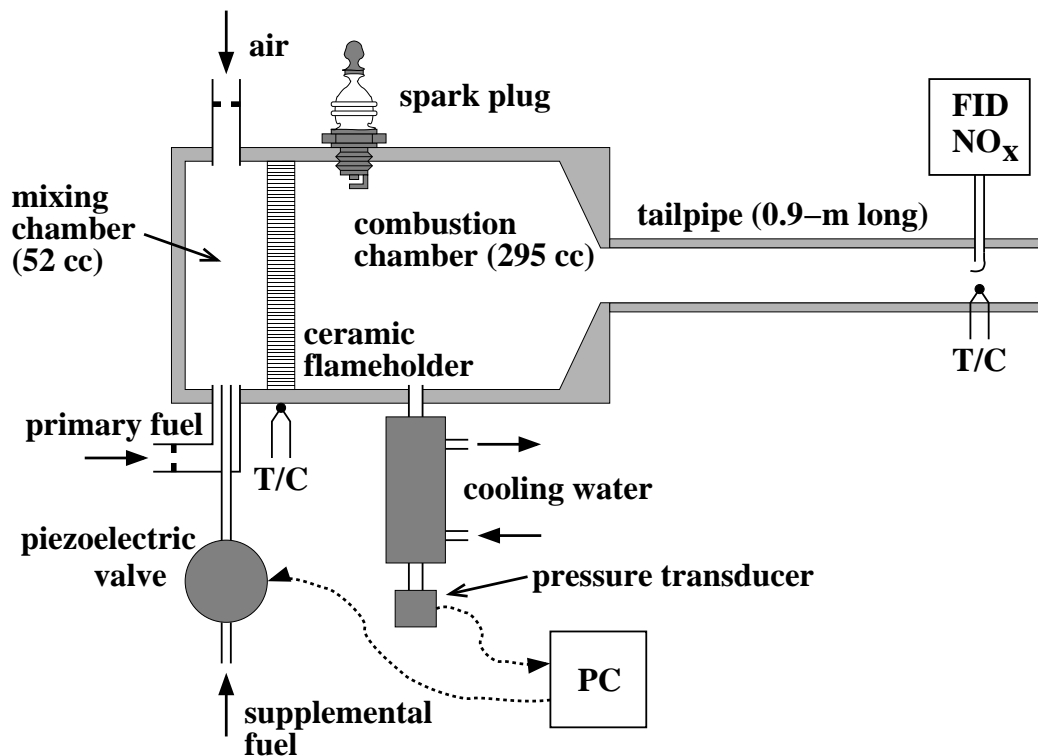 air
spark plug
FID
NOx
mixing
chamber
(52 cc)
combustion
chamber (295 cc)
tailpipe (0.9−m long)
ceramic
flameholder
T/C
primary fuel
T/C
cooling water
piezoelectric
valve
pressure transducer
PC
supplemental
fuel